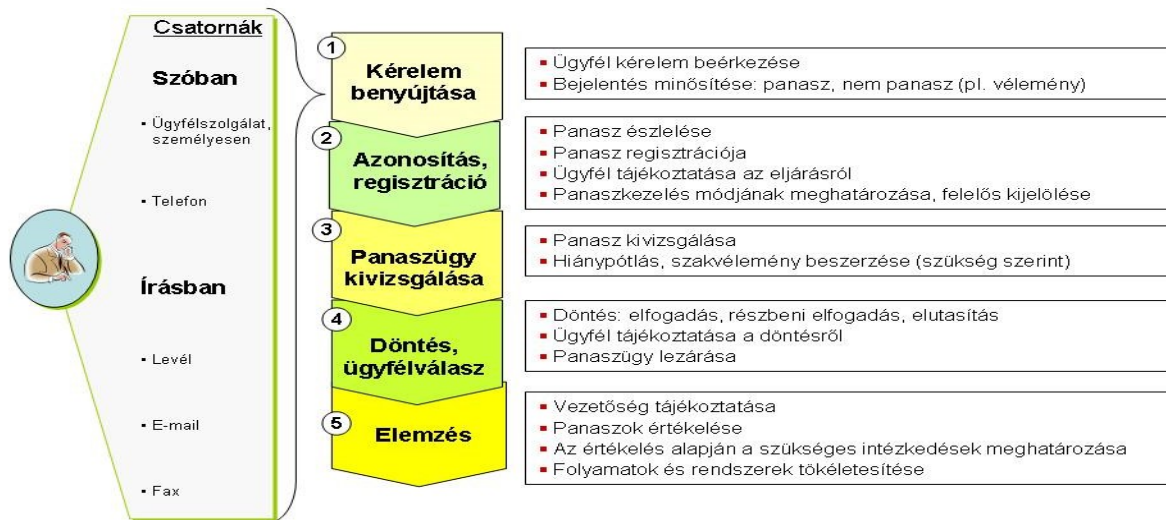 Csatornák
Szóban
▪ Ügyfélszolgálat,
személyesen
▪ Telefon
Írásban
▪ Levél
▪ E-mail
▪ Fax
1
Kérelem
benyújtása
▪ Ügyfél kérelem beérkezése
▪ Bejelentés minősítése: panasz, nem panasz (pl. vélemény)
2
Azonosítás,
regisztráció
▪ Panasz észlelése
▪ Panasz regisztrációja
▪ Ügyfél tájékoztatása az eljárásról
▪ Panaszkezelés módjának meghatározása, felelős kijelölése
3
Panaszügy
kivizsgálása
▪ Panasz kivizsgálása
▪ Hiánypótlás, szakvélemény beszerzése (szükség szerint)
4
Döntés,
ügyfélválasz
▪ Döntés: elfogadás, részbeni elfogadás, elutasítás
▪ Ügyfél tájékoztatása a döntésről
▪ Panaszügy lezárása
5
Elemzés
▪ Vezetőség tájékoztatása
▪ Panaszok értékelése
▪ Az értékelés alapján a szükséges intézkedések meghatározása
▪ Folyamatok és rendszerek tökéletesítése